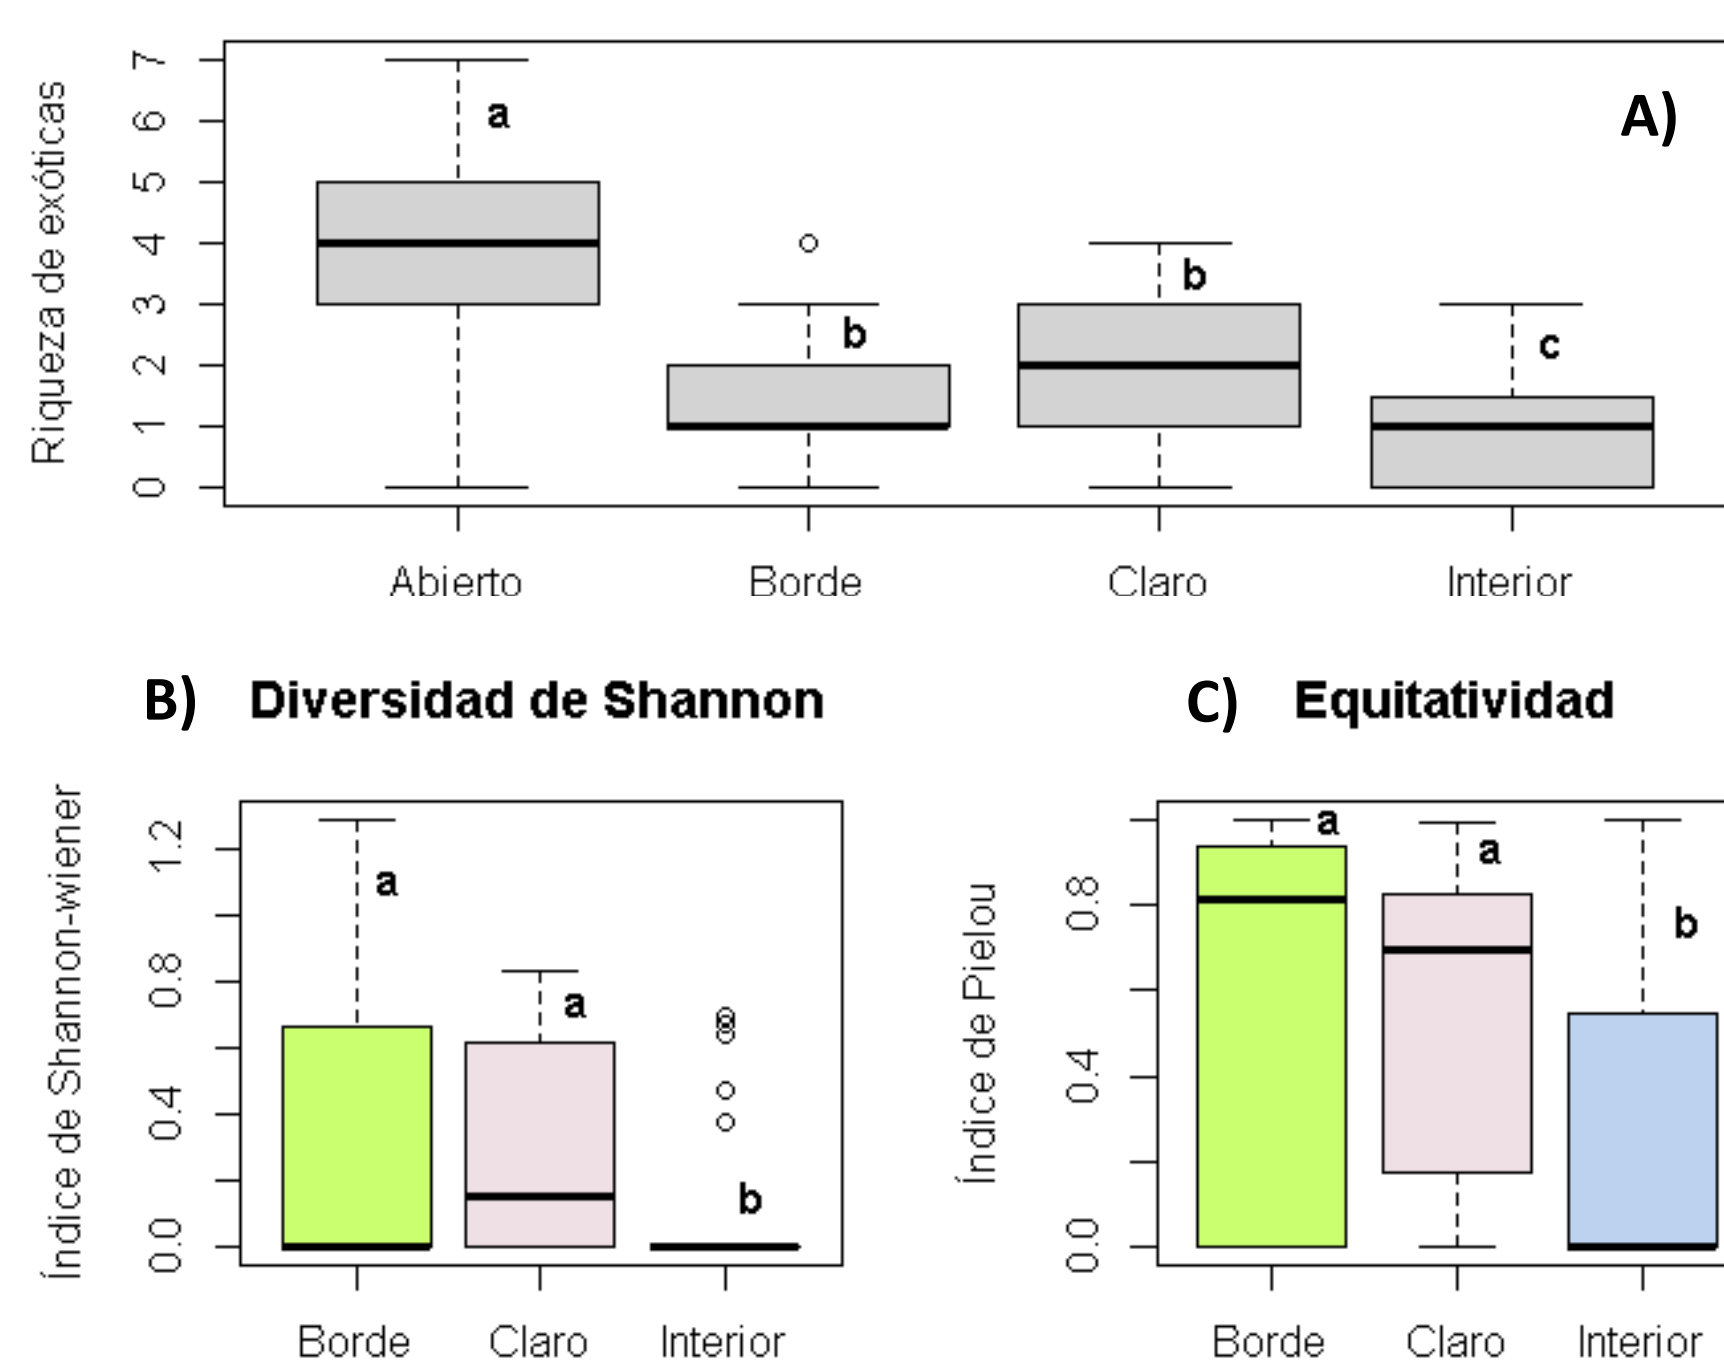 A)
Riqueza de exóticas
7
6
5
4
3
2
1
0
a
b
b
c
Abierto Borde Claro Interior
B) Diversidad de Shannon
Índice de Shannon-wiener
1.2
0.8
0.4
0.0
a
a
b
Borde Claro Interior
C) Equitatividad
Índice de Pielou
0.8
0.4
0.0
a
a
b
Borde Claro Interior